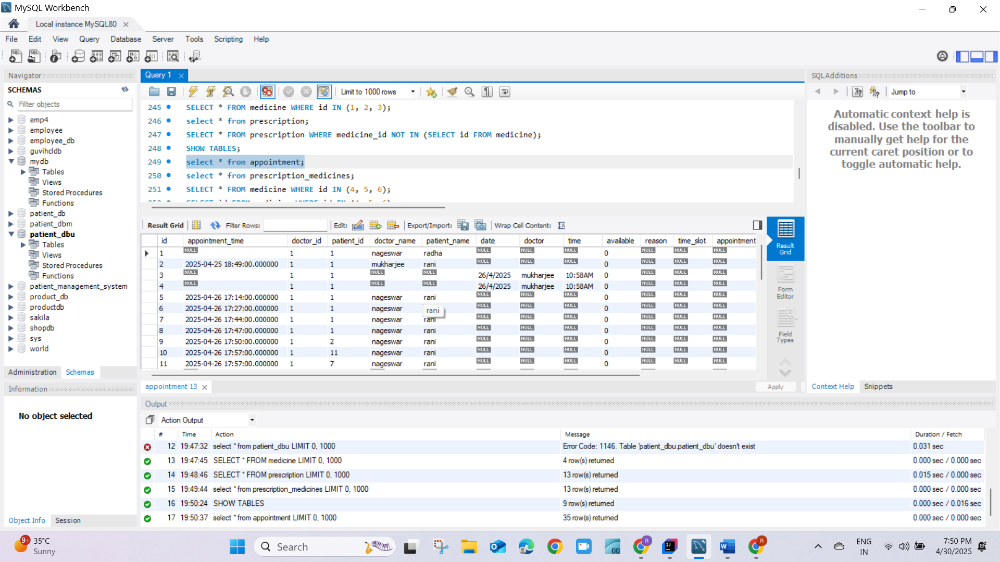 MySQL Workbench
Local instance MySQL80
File Edit View Query Database Server Tools Scripting Help
Navigator
SCHEMAS
Filter objects
emp4
employee
employee_db
guvihcldb
mydb
Tables
Views
Stored Procedures
Functions
patient_db
patient_dbm
patient_dbu
Tables
Views
Stored Procedures
Functions
patient_management_system
product_db
productdb
sakila
shopdb
sys
world
Administration Schemas
Information
No object selected
Object Info Session
Query 1
Limit to 1000 rows
245 SELECT * FROM medicine WHERE id IN (1, 2, 3);
246 select * from prescription;
247 SELECT * FROM prescription WHERE medicine_id NOT IN (SELECT id FROM medicine);
248 SHOW TABLES;
249 select * from appointment;
250 select * from prescription_medicines;
251 SELECT * FROM medicine WHERE id IN (4, 5, 6);
Result Grid Filter Rows: Edit: Export/Import: Wrap Cell Content:
id appointment_time doctor_id patient_id doctor_name patient_name date doctor time available reason time_slot appointment
1 NULL 1 1 nageswar radha NULL NULL NULL 0 NULL NULL NULL
2 2025-04-25 18:49:00.000000 1 1 mukharjee rani NULL NULL NULL 0 NULL NULL NULL
3 NULL 1 1 NULL NULL 26/4/2025 mukharjee 10:58AM 0 NULL NULL NULL
4 NULL 1 1 NULL NULL 26/4/2025 mukharjee 10:58AM 0 NULL NULL NULL
5 2025-04-26 17:14:00.000000 1 1 nageswar rani NULL NULL NULL 0 NULL NULL NULL
6 2025-04-26 17:27:00.000000 1 1 nageswar rani NULL NULL NULL 0 NULL NULL NULL
7 2025-04-26 17:44:00.000000 1 1 nageswar rani NULL NULL NULL 0 NULL NULL NULL
8 2025-04-26 17:47:00.000000 1 1 nageswar rani NULL NULL NULL 0 NULL NULL NULL
9 2025-04-26 17:50:00.000000 1 2 nageswar rani NULL NULL NULL 0 NULL NULL NULL
10 2025-04-26 17:57:00.000000 1 11 nageswar rani NULL NULL NULL 0 NULL NULL NULL
11 2025-04-26 17:57:00.000000 1 7 nageswar rani NULL NULL NULL 0 NULL NULL NULL
Result
Grid
Form
Editor
Field
Types
appointment 13
Apply
SQLAdditions
Jump to
Automatic context help is
disabled. Use the toolbar to
manually get help for the
current caret position or to
toggle automatic help.
Context Help Snippets
Output
Action Output
# Time Action Message Duration / Fetch
12 19:47:32 select * from patient_dbu LIMIT 0, 1000 Error Code: 1146. Table 'patient_dbu.patient_dbu' doesn't exist 0.031 sec
13 19:47:45 SELECT * FROM medicine LIMIT 0, 1000 4 row(s) returned 0.000 sec / 0.000 sec
14 19:48:46 SELECT * FROM prescription LIMIT 0, 1000 13 row(s) returned 0.015 sec / 0.000 sec
15 19:49:44 select * from prescription_medicines LIMIT 0, 1000 13 row(s) returned 0.000 sec / 0.000 sec
16 19:50:24 SHOW TABLES 9 row(s) returned 0.000 sec / 0.016 sec
17 19:50:37 select * from appointment LIMIT 0, 1000 35 row(s) returned 0.000 sec / 0.000 sec
9+
35°C
Sunny
Search
ENG
IN
7:50 PM
4/30/2025